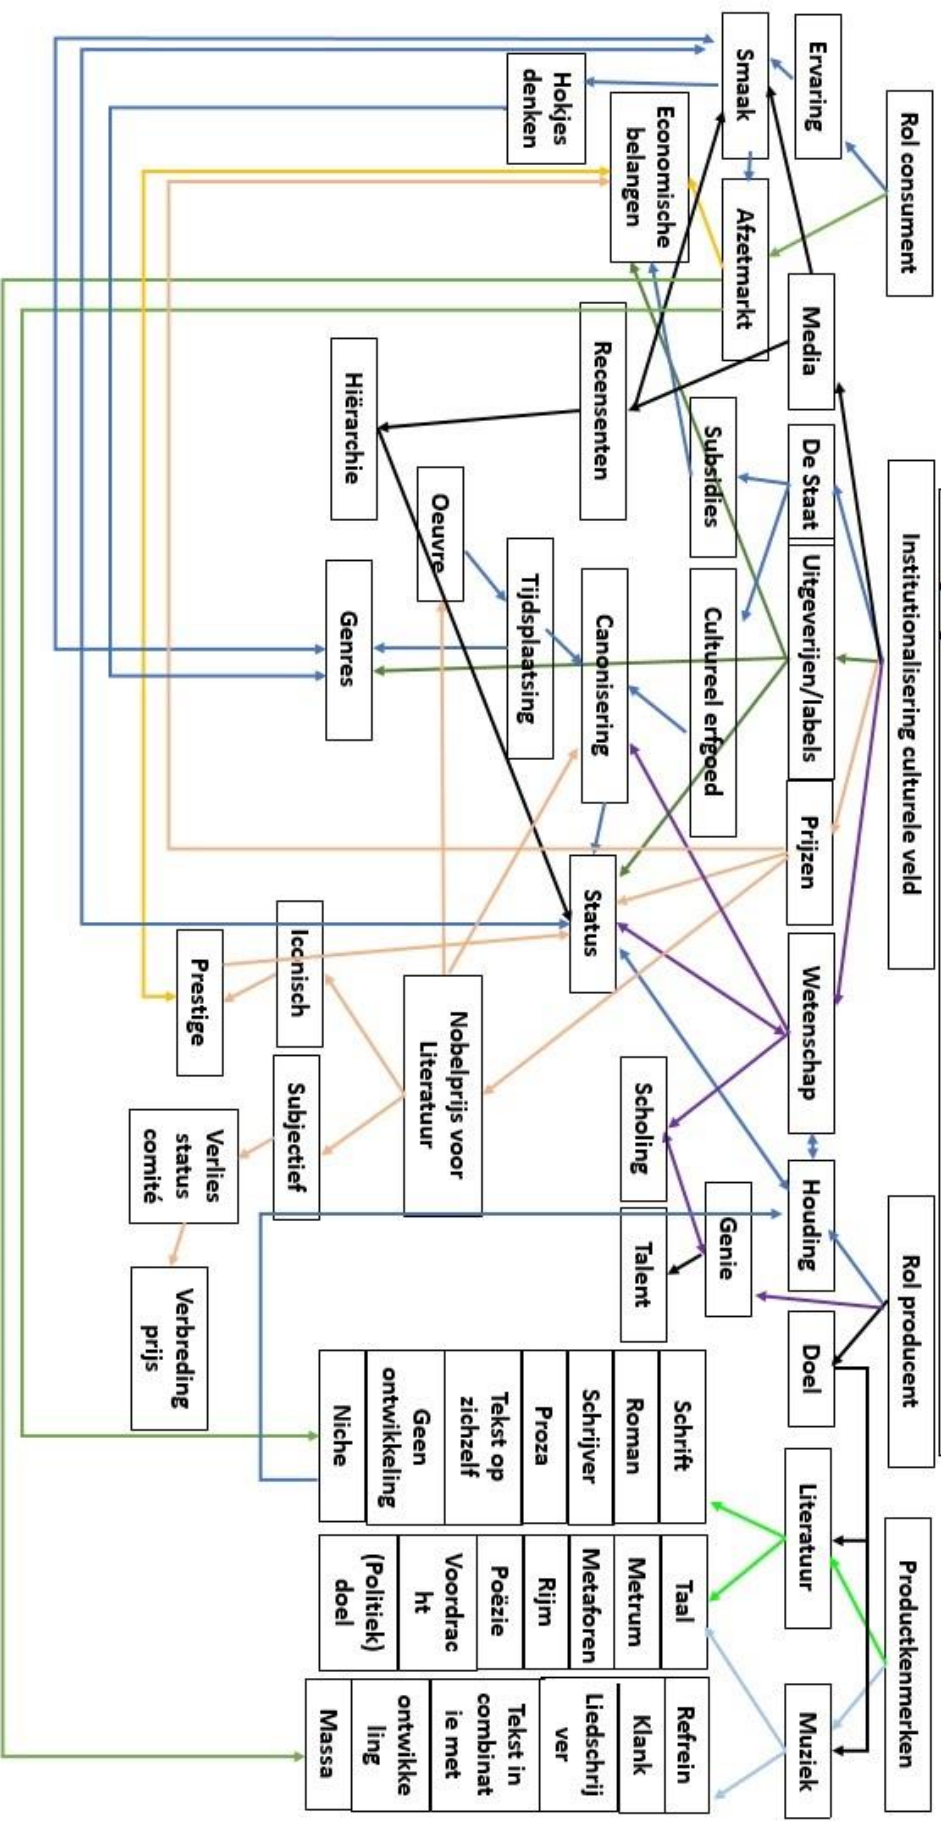 Rol consument
Institutionalisering culturele veld
Rol producent
Productkenmerken
Ervaring
Media
De Staat
Uitgeverijen/labels
Prijzen
Wetenschap
Houding
Doel
Literatuur
Muziek
Smaak
Afzetmarkt
Subsidies
Cultureel erfgoed
Genie
Hokjes
denken
Economische
belangen
Recensenten
Canonisering
Status
Scholing
Talent
Oeuvre
Tijdsplaatsing
Nobelprijs voor
Literatuur
Hiërarchie
Genres
Iconisch
Subjectief
Prestige
Verlies
status
comité
Verbreding
prijs
Schrift
Roman
Schrijver
Proza
Tekst op
zichzelf
Geen
ontwikkeling
Niche
Taal
Metrum
Metaforen
Rijm
Poëzie
Voordrac
ht
(Politiek)
doel
Refrein
Klank
Liedschrij
ver
Tekst in
combinat
ie met
ontwikke
ling
Massa